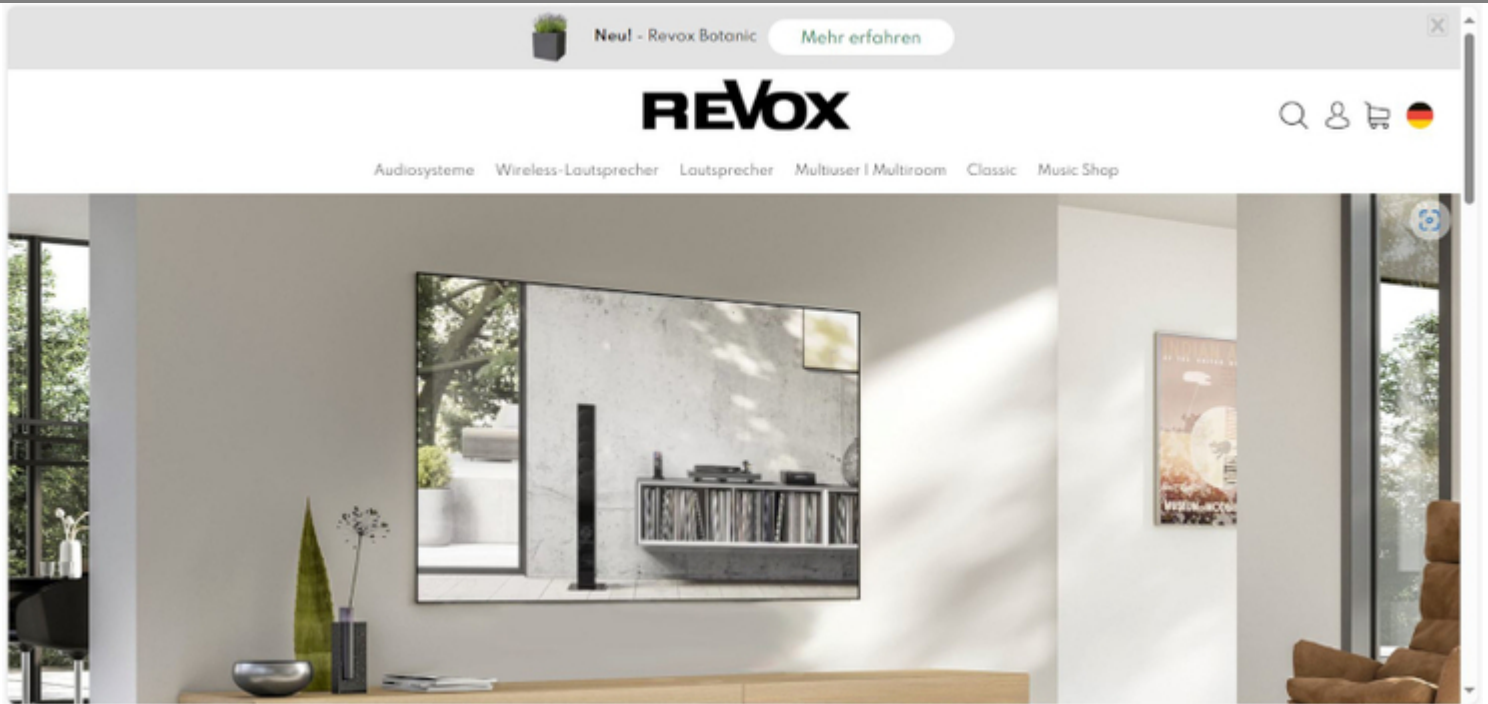 Neu! - Revox Botanic Mehr erfahren
REVOX
Audiosysteme Wireless-Lautsprecher Lautsprecher Multiuser | Multiroom Classic Music Shop